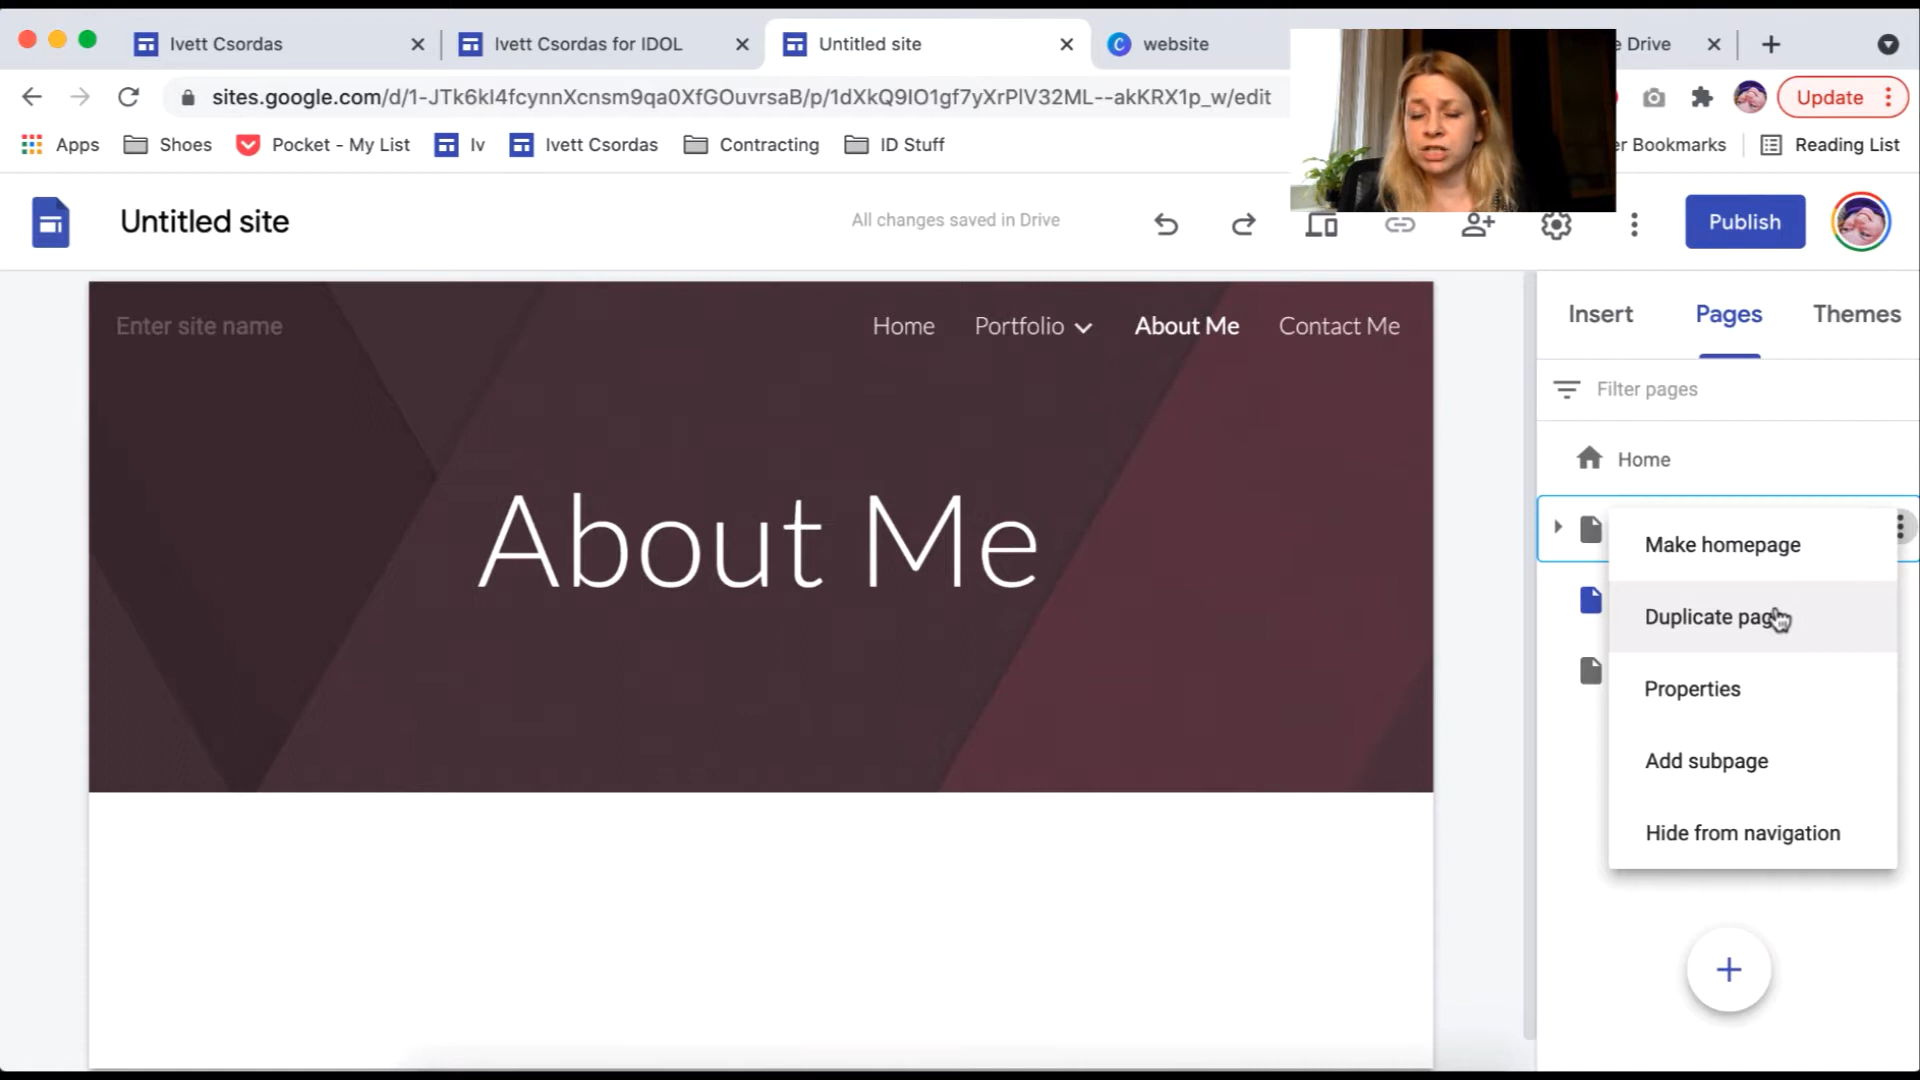 Ivett Csordas
Ivett Csordas for IDOL
Untitled site
website
Drive
sites.google.com/d/1-JTk6kI4fcynnXcnsm9qa0XfGOuvrsaB/p/1dXkQ9IO1gf7yXrPlV32ML--akKRX1p_w/edit
Update
Apps
Shoes
Pocket - My List
Iv
Ivett Csordas
Contracting
ID Stuff
Bookmarks
Reading List
Untitled site
All changes saved in Drive
Publish
Enter site name
Home
Portfolio
About Me
Contact Me
About Me
Insert
Pages
Themes
Filter pages
Home
Make homepage
Duplicate page
Properties
Add subpage
Hide from navigation